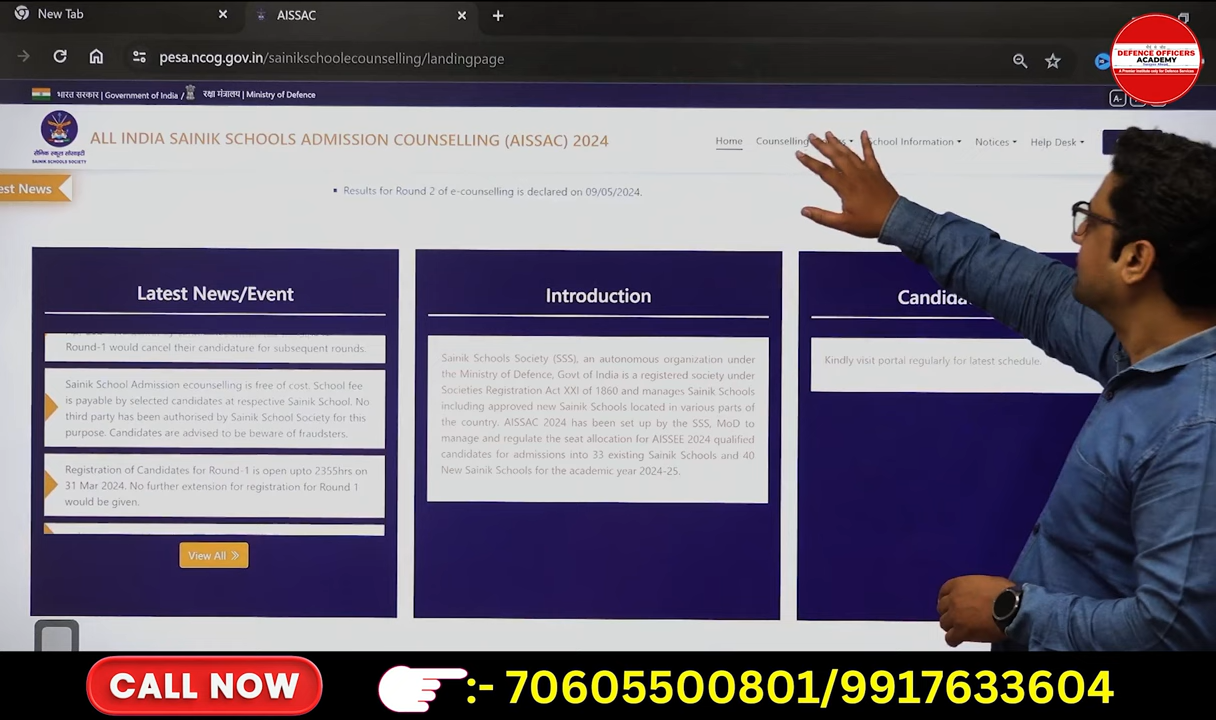 New Tab
AISSAC
pesa.ncog.gov.in/sainikschoolecounselling/landingpage
DEFENCE OFFICERS
ACADEMY
A Premier Institute only for Defence Services
भारत सरकार | Government of India / रक्षा मंत्रालय | Ministry of Defence
A-
ALL INDIA SAINIK SCHOOLS ADMISSION COUNSELLING (AISSAC) 2024
सैनिक स्कूल सोसाइटी
SAINIK SCHOOLS SOCIETY
Home Counselling School Information Notices Help Desk
est News
Results for Round 2 of e-counselling is declared on 09/05/2024.
Latest News/Event
Round-1 would cancel their candidature for subsequent rounds.
Sainik School Admission ecounselling is free of cost. School fee
is payable by selected candidates at respective Sainik School. No
third party has been authorised by Sainik School Society for this
purpose. Candidates are advised to be beware of fraudsters.
Registration of Candidates for Round-1 is open upto 2355hrs on
31 Mar 2024. No further extension for registration for Round 1
would be given.
View All »
Introduction
Sainik Schools Society (SSS), an autonomous organization under
the Ministry of Defence, Govt of India is a registered society under
Societies Registration Act XXI of 1860 and manages Sainik Schools
including approved new Sainik Schools located in various parts of
the country. AISSAC 2024 has been set up by the SSS, MoD to
manage and regulate the seat allocation for AISSEE 2024 qualified
candidates for admissions into 33 existing Sainik Schools and 40
New Sainik Schools for the academic year 2024-25.
Candida
Kindly visit portal regularly for latest schedule.
CALL NOW :- 70605500801/9917633604